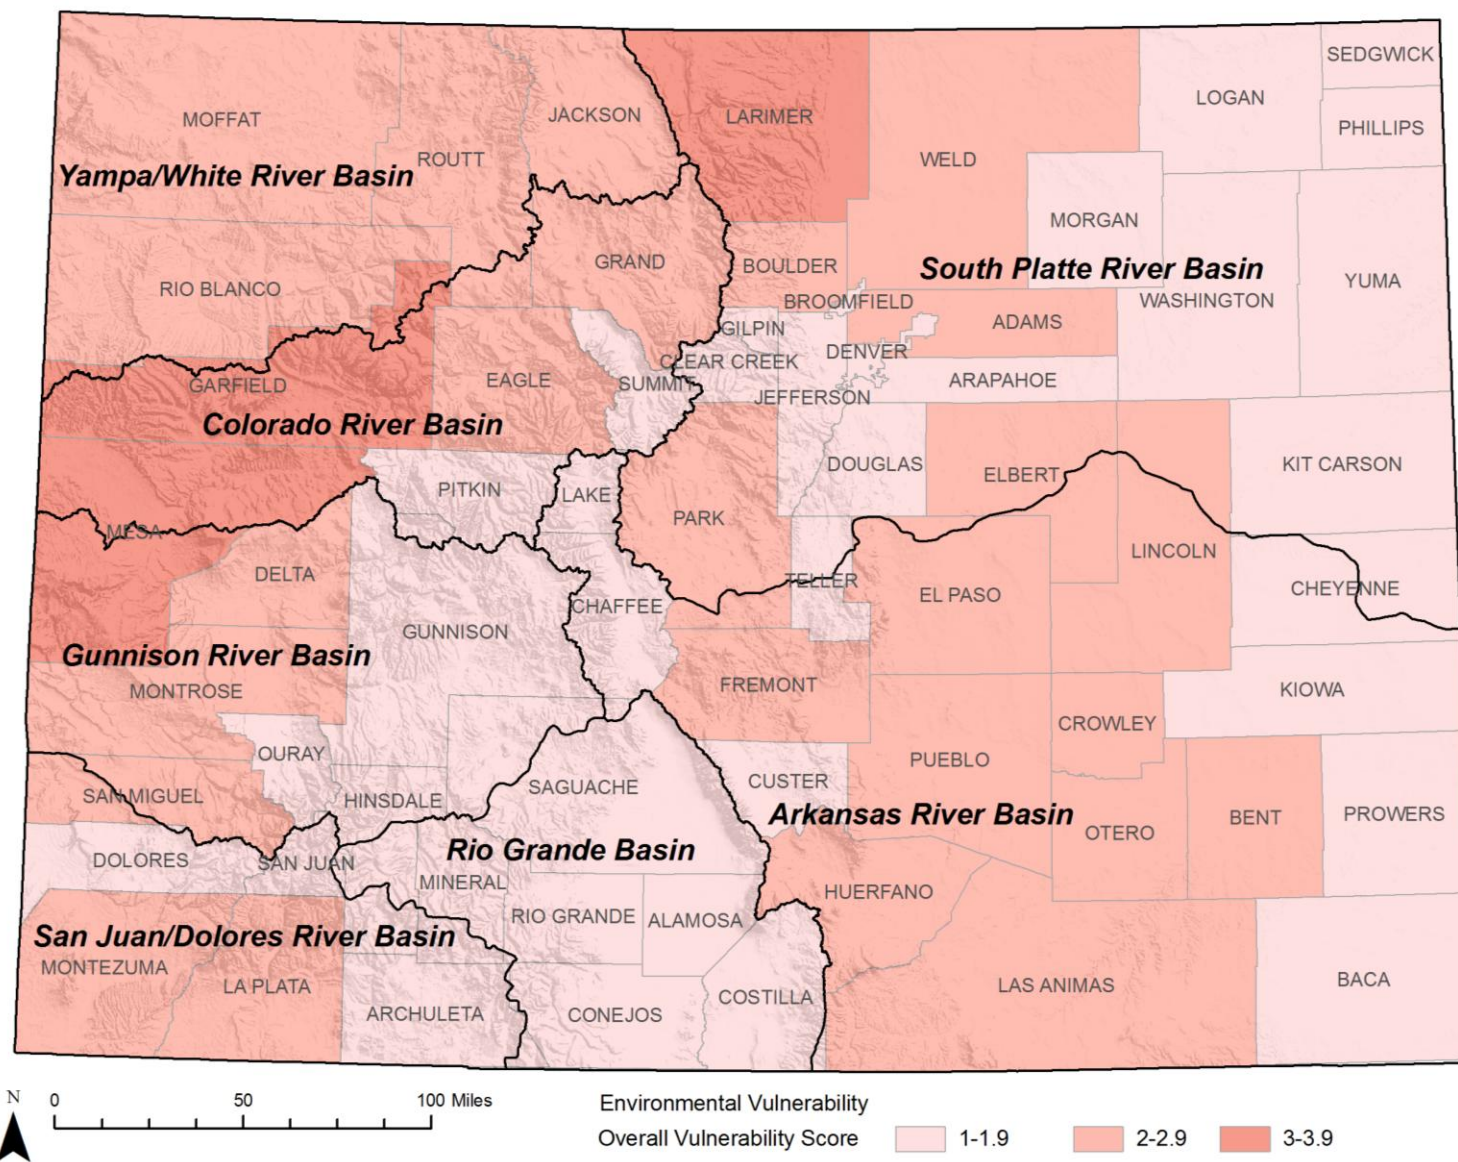 SEDGWICK
LOGAN
JACKSON
LARIMER
MOFFAT
PHILLIPS
ROUTT
WELD
Yampa/White River Basin
MORGAN
GRAND
BOULDER
South Platte River Basin
YUMA
RIO BLANCO
BROOMFIELD
WASHINGTON
GILPIN
ADAMS
CLEAR CREEK
DENVER
GARFIELD
EAGLE
SUMMIT
ARAPAHOE
JEFFERSON
Colorado River Basin
DOUGLAS
KIT CARSON
PITKIN
LAKE
ELBERT
PARK
MESA
LINCOLN
DELTA
TELLER
CHEYENNE
CHAFFEE
EL PASO
GUNNISON
Gunnison River Basin
MONTROSE
FREMONT
KIOWA
CROWLEY
OURAY
PUEBLO
SAN MIGUEL
HINSDALE
SAGUACHE
CUSTER
Arkansas River Basin
BENT
PROWERS
OTERO
DOLORES
SAN JUAN
Rio Grande Basin
MINERAL
HUERFANO
RIO GRANDE
ALAMOSA
San Juan/Dolores River Basin
MONTEZUMA
LA PLATA
COSTILLA
LAS ANIMAS
BACA
ARCHULETA
CONEJOS
N
0 50 100 Miles
Environmental Vulnerability
Overall Vulnerability Score 1-1.9 2-2.9 3-3.9